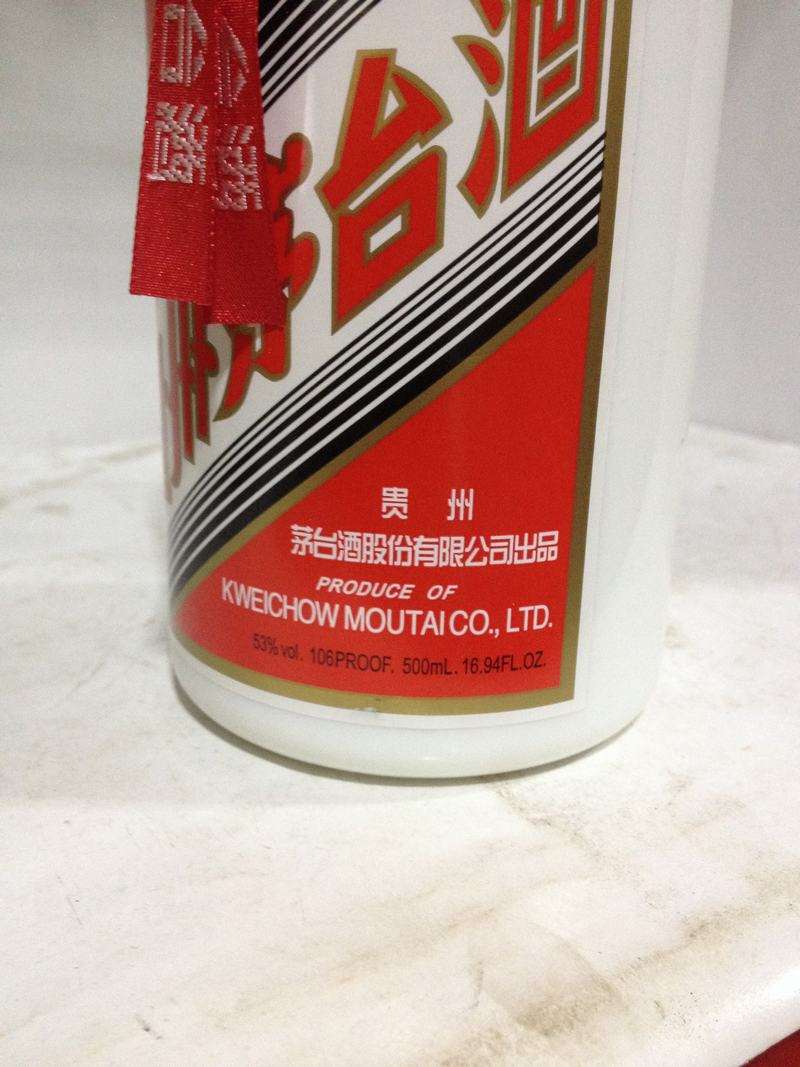 茅台酒
贵 州
茅台酒股份有限公司出品
PRODUCE OF
KWEICHOW MOUTAI CO., LTD.
53% vol. 106PROOF. 500mL. 16.94FL.OZ.